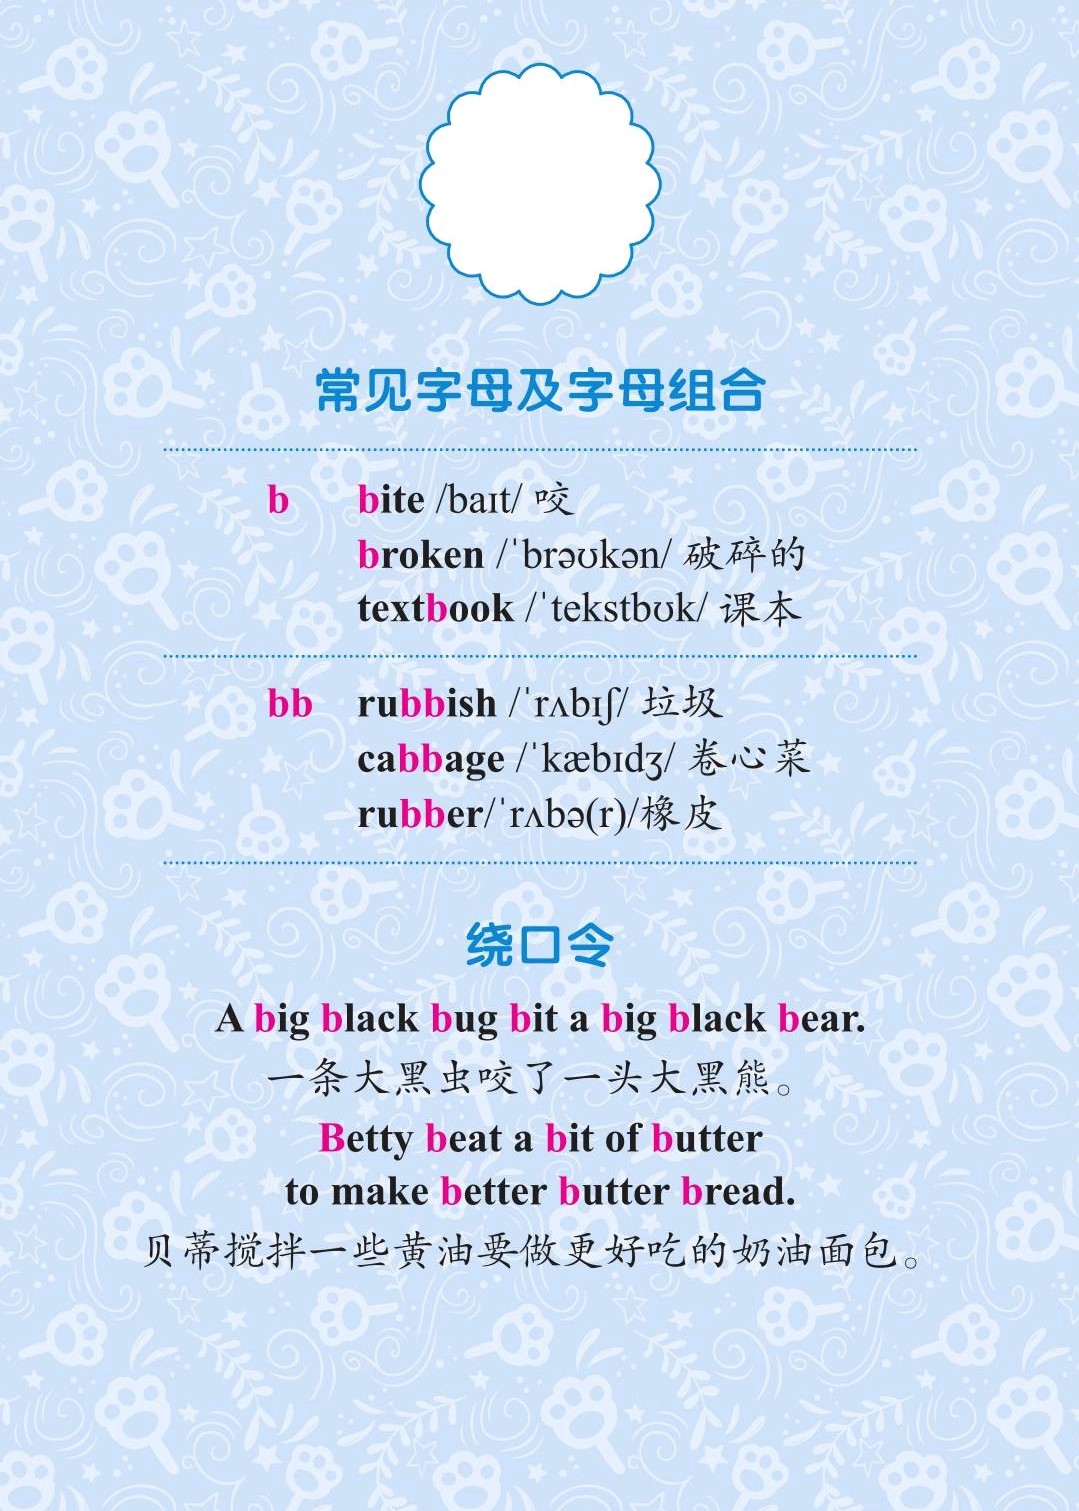 常见字母及字母组合
b bite /baɪt/ 咬
broken /ˈbrəʊkən/ 破碎的
textbook /ˈtekstbʊk/ 课本
bb rubbish /ˈrʌbɪʃ/ 垃圾
cabbage /ˈkæbɪdʒ/ 卷心菜
rubber/ˈrʌbə(r)/橡皮
绕口令
A big black bug bit a big black bear.
一条大黑虫咬了一头大黑熊。
Betty beat a bit of butter
to make better butter bread.
贝蒂搅拌一些黄油要做更好吃的奶油面包。